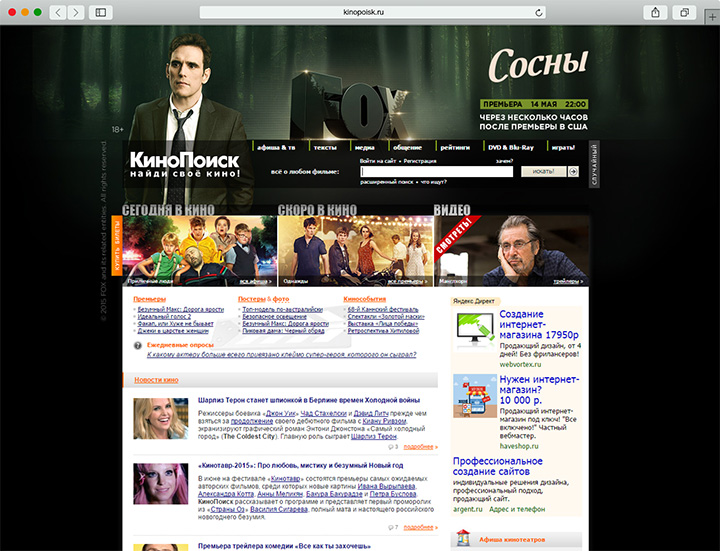 kinopoisk.ru
Сосны
FOX
ПРЕМЬЕРА 14 МАЯ 22:00
ЧЕРЕЗ НЕСКОЛЬКО ЧАСОВ
ПОСЛЕ ПРЕМЬЕРЫ В США
18+
© 2015 FOX and its related entities. All rights reserved.
КиноПоиск
найди своё кино!
афиша & тв
тексты
медиа
общение
рейтинги
DVD & Blu-Ray
играть!
Войти на сайт • Регистрация
зачем?
всё о любом фильме:
искать!
расширенный поиск • что ищут?
СЛУЧАЙНЫЙ
СЕГОДНЯ В КИНО
СКОРО В КИНО
ВИДЕО
КУПИТЬ БИЛЕТЫ
СМОТРЕТЬ!
Приличные люди
вся афиша »
Однажды
все премьеры »
Манглхорн
трейлеры »
Премьеры
Безумный Макс: Дорога ярости
Идеальный голос 2
Факап, или Хуже не бывает
Джеки в царстве женщин
Постеры & фото
Топ-модель по-австралийски
Безопасное освещение
Безумный Макс: Дорога ярости
Пиковая дама: Черный обряд
Кинособытия
68-й Каннский фестиваль
Спектакли «Золотой маски»
Выставка «Лица победы»
Ретроспектива Хитиловой
Ежедневные опросы
К какому актеру больше всего привязано клеймо супер-героя, которого он сыграл?
Новости кино
Шарлиз Терон станет шпионкой в Берлине времен Холодной войны
Режиссеры боевика «Джон Уик» Чад Стахелски и Дэвид Литч прежде чем
взяться за продолжение своего дебютного фильма с Киану Ривзом,
экранизируют графический роман Энтони Джонстона «Самый холодный
город» (The Coldest City). Главную роль сыграет Шарлиз Терон.
3 подробнее »
«Кинотавр-2015»: Про любовь, мистику и безумный Новый год
В июне на фестивале «Кинотавр» состоятся премьеры самых ожидаемых
авторских фильмов, среди которых новые картины Ивана Вырыпаева,
Александра Котта, Анны Меликян, Бакура Бакурадзе и Петра Буслова.
КиноПоиск рассказывает о программе и представляет первый проморолик
из «Страны Оз» Василия Сигарева, полный мата и настоящего российского
новогоднего безумия.
7 подробнее »
Премьера трейлера комедии «Все как ты захочешь»
Яндекс Директ
Создание
интернет-
магазина 17950р
Продающий дизайн, от 4
дней! Без фрилансеров!
webvortex.ru
Нужен интернет-
магазин?
10 000 р.
Продающий интернет-
магазин под ключ! "Все
включено!" Частный
вебмастер.
haveshop.ru
Профессиональное
создание сайтов
индивидуальные решения дизайна,
профессиональный подход,
продающий сайт.
argent.ru Адрес и телефон
Афиша кинотеатров